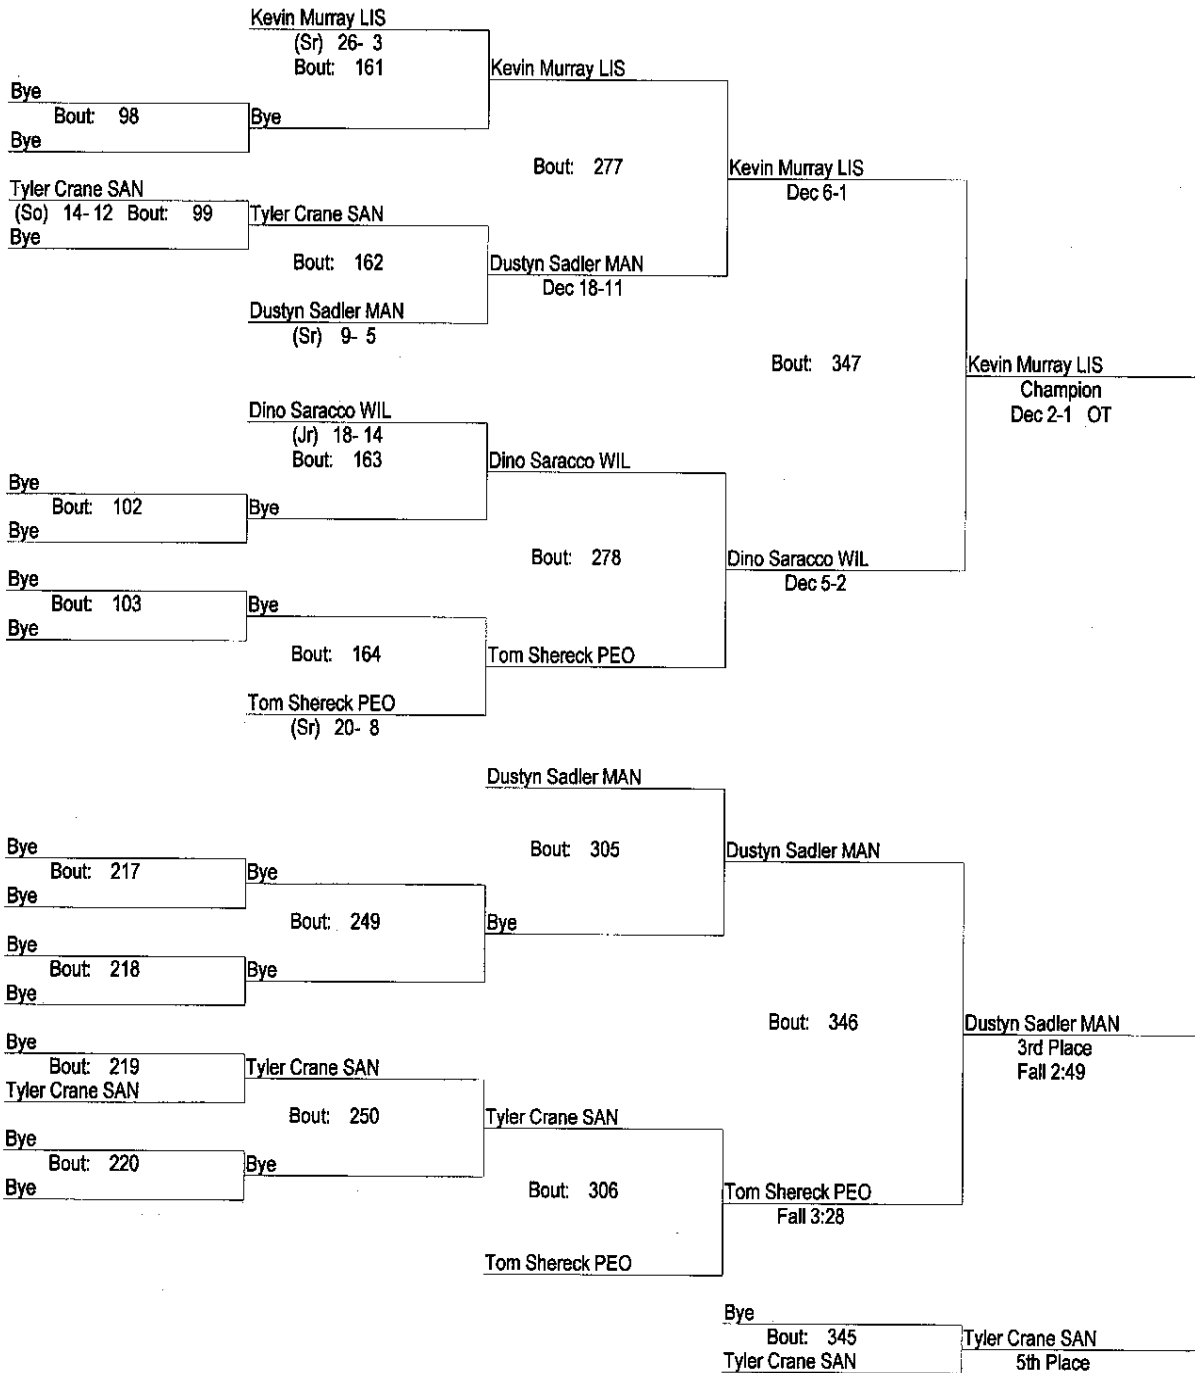 Kevin Murray LIS
(Sr) 26- 3
Bout: 161
Kevin Murray LIS
Bye
Bout: 98
Bye
Bye
Bout: 277
Kevin Murray LIS
Dec 6-1
Tyler Crane SAN
(So) 14- 12 Bout: 99
Bye
Tyler Crane SAN
Bout: 162
Dustyn Sadler MAN
Dec 18-11
Dustyn Sadler MAN
(Sr) 9- 5
Bout: 347
Kevin Murray LIS
Champion
Dec 2-1 OT
Dino Saracco WIL
(Jr) 18- 14
Bout: 163
Dino Saracco WIL
Bye
Bout: 102
Bye
Bye
Bout: 278
Dino Saracco WIL
Dec 5-2
Bye
Bout: 103
Bye
Bye
Bout: 164
Tom Shereck PEO
Tom Shereck PEO
(Sr) 20- 8
Dustyn Sadler MAN
Bout: 305
Dustyn Sadler MAN
Bye
Bout: 217
Bye
Bye
Bout: 249
Bye
Bye
Bout: 218
Bye
Bye
Bout: 346
Dustyn Sadler MAN
3rd Place
Fall 2:49
Bye
Bout: 219
Tyler Crane SAN
Tyler Crane SAN
Bout: 250
Tyler Crane SAN
Bye
Bout: 220
Bye
Bye
Bout: 306
Tom Shereck PEO
Fall 3:28
Tom Shereck PEO
Bye
Bout: 345
Tyler Crane SAN
Tyler Crane SAN
5th Place